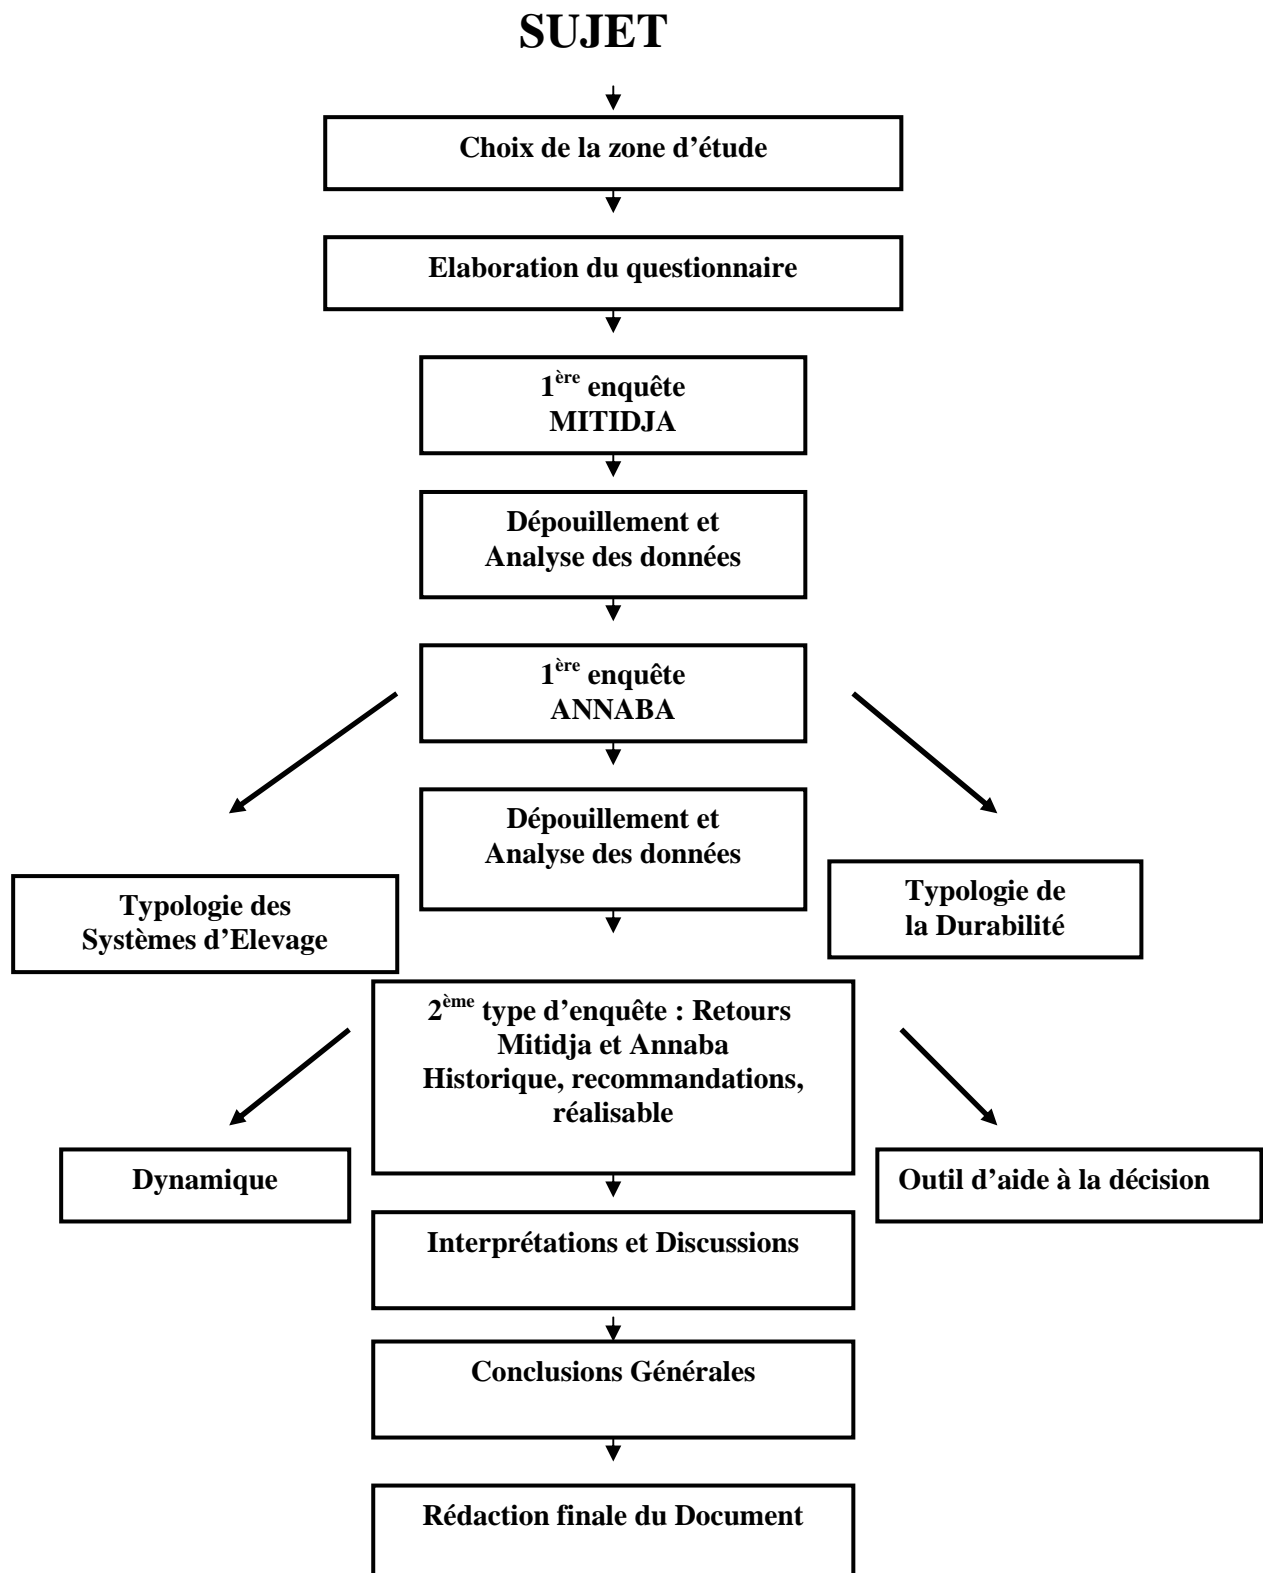 SUJET
Choix de la zone d’étude
Elaboration du questionnaire
1ère enquête
MITIDJA
Dépouillement et
Analyse des données
1ère enquête
ANNABA
Dépouillement et
Analyse des données
Typologie des
Systèmes d’Elevage
Typologie de
la Durabilité
2ème type d’enquête : Retours
Mitidja et Annaba
Historique, recommandations,
réalisable
Dynamique
Outil d’aide à la décision
Interprétations et Discussions
Conclusions Générales
Rédaction finale du Document